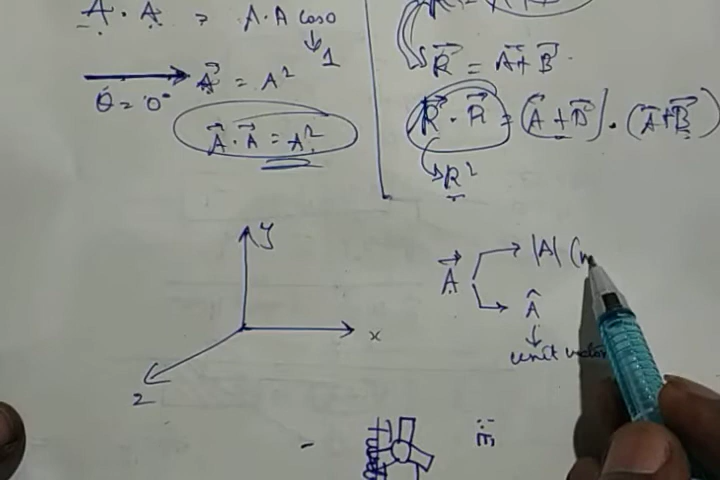 A⃗ . A⃗ = A.A cos0
1
A⃗ = A²
θ = 0°
A⃗ . A⃗ = A²
R⃗ = A⃗ + B⃗
R⃗ . R⃗ = (A⃗ + B⃗) . (A⃗ + B⃗)
R²
y
x
z
A⃗
|A| (
Â
unit vector